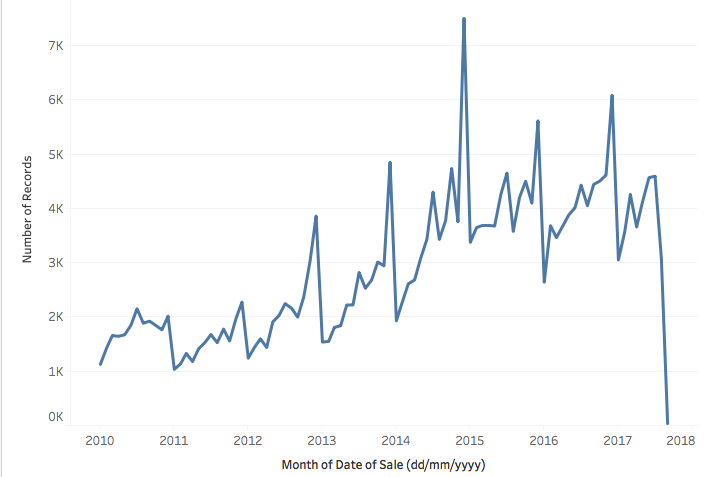 7K
6K
5K
4K
3K
2K
1K
0K
Number of Records
2010 2011 2012 2013 2014 2015 2016 2017 2018
Month of Date of Sale (dd/mm/yyyy)